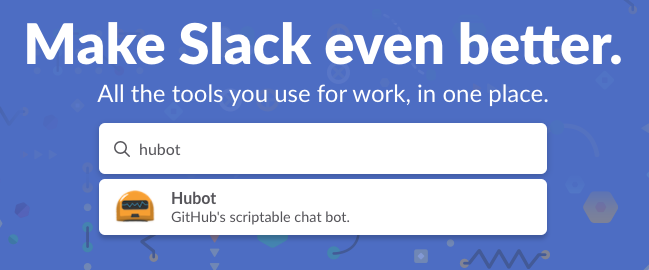 Make Slack even better.
All the tools you use for work, in one place.
hubot
Hubot
GitHub's scriptable chat bot.